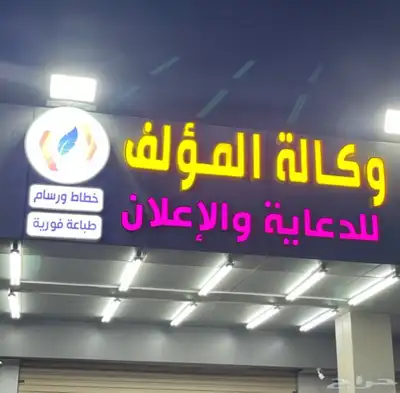 وكالة المؤلف
للدعاية والإعلان
خطاط ورسام
طباعة فورية
حراج